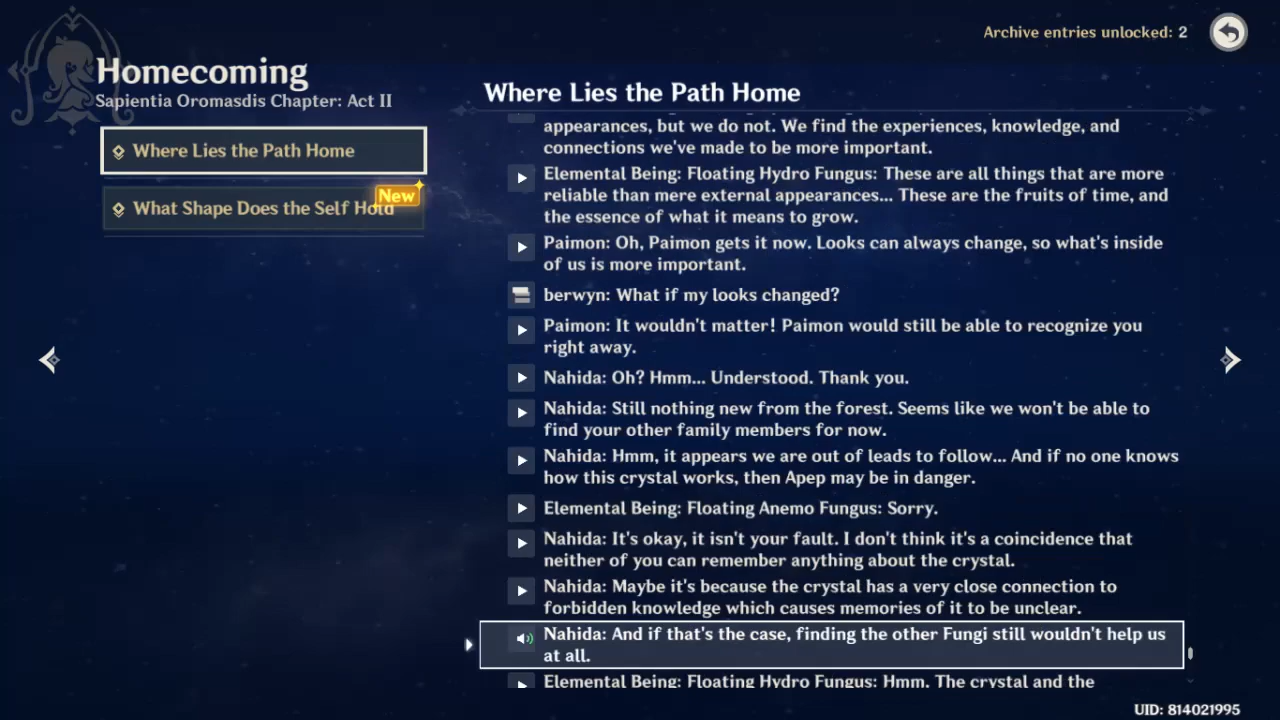 Archive entries unlocked: 2
Homecoming
Sapientia Oromasdis Chapter: Act II
Where Lies the Path Home
New
What Shape Does the Self Hold
Where Lies the Path Home
appearances, but we do not. We find the experiences, knowledge, and
connections we've made to be more important.
Elemental Being: Floating Hydro Fungus: These are all things that are more
reliable than mere external appearances... These are the fruits of time, and
the essence of what it means to grow.
Paimon: Oh, Paimon gets it now. Looks can always change, so what's inside
of us is more important.
berwyn: What if my looks changed?
Paimon: It wouldn't matter! Paimon would still be able to recognize you
right away.
Nahida: Oh? Hmm... Understood. Thank you.
Nahida: Still nothing new from the forest. Seems like we won't be able to
find your other family members for now.
Nahida: Hmm, it appears we are out of leads to follow... And if no one knows
how this crystal works, then Apep may be in danger.
Elemental Being: Floating Anemo Fungus: Sorry.
Nahida: It's okay, it isn't your fault. I don't think it's a coincidence that
neither of you can remember anything about the crystal.
Nahida: Maybe it's because the crystal has a very close connection to
forbidden knowledge which causes memories of it to be unclear.
Nahida: And if that's the case, finding the other Fungi still wouldn't help us
at all.
Elemental Being: Floating Hydro Fungus: Hmm. The crystal and the
UID: 814021995